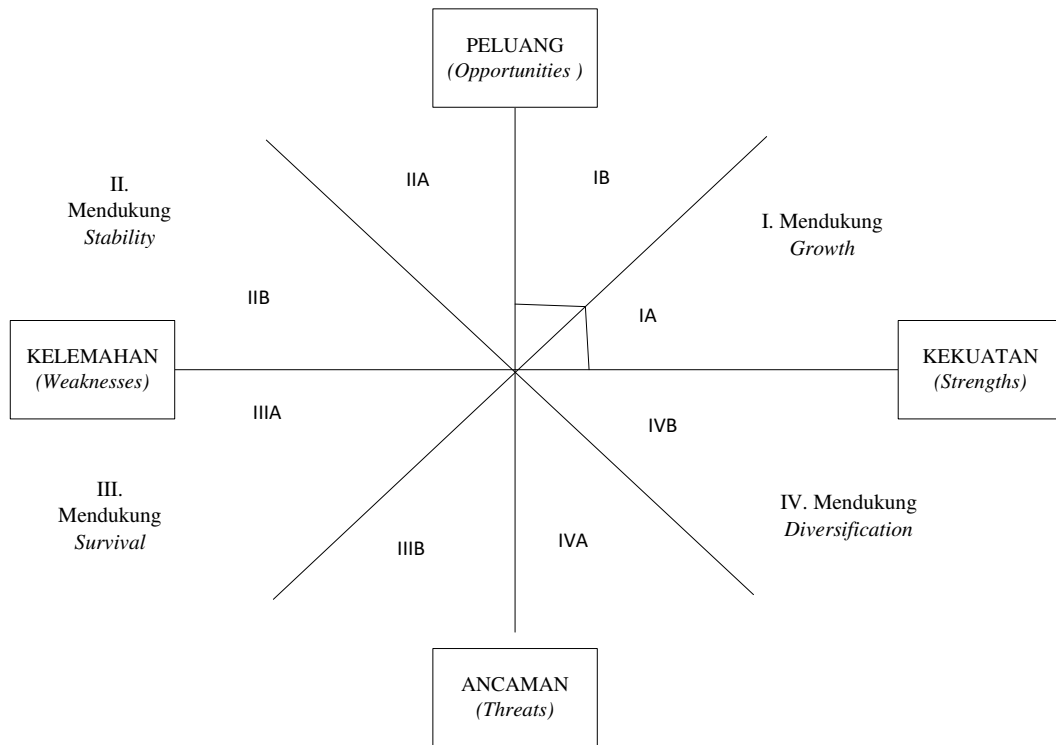 PELUANG
(Opportunities )
IIA
IB
II.
Mendukung
Stability
I. Mendukung
Growth
IIB
IA
KELEMAHAN
(Weaknesses)
KEKUATAN
(Strengths)
IIIA
IVB
III.
Mendukung
Survival
IV. Mendukung
Diversification
IIIB
IVA
ANCAMAN
(Threats)